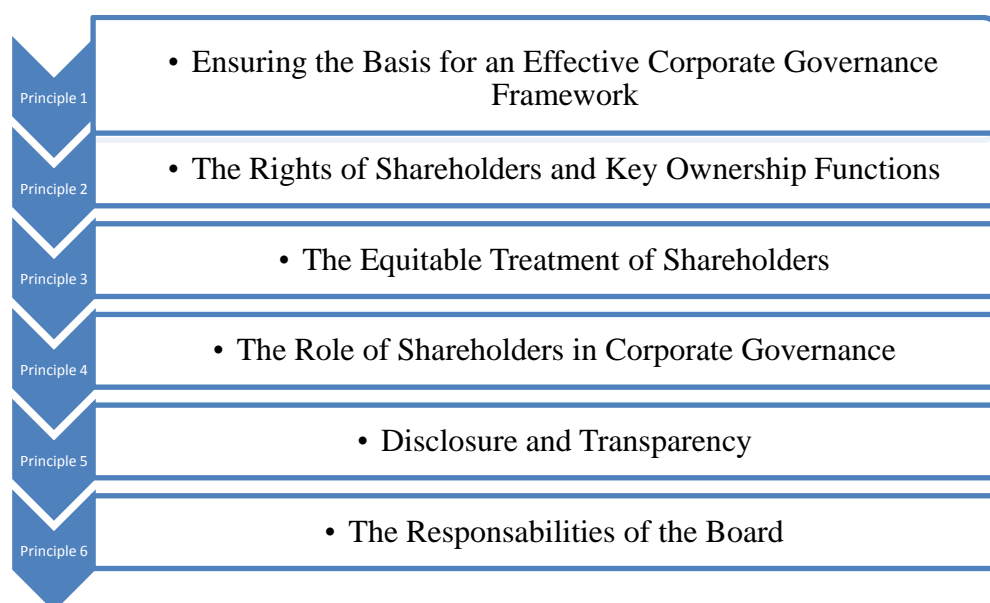 Principle 1
• Ensuring the Basis for an Effective Corporate Governance
Framework
Principle 2
• The Rights of Shareholders and Key Ownership Functions
Principle 3
• The Equitable Treatment of Shareholders
Principle 4
• The Role of Shareholders in Corporate Governance
Principle 5
• Disclosure and Transparency
Principle 6
• The Responsabilities of the Board